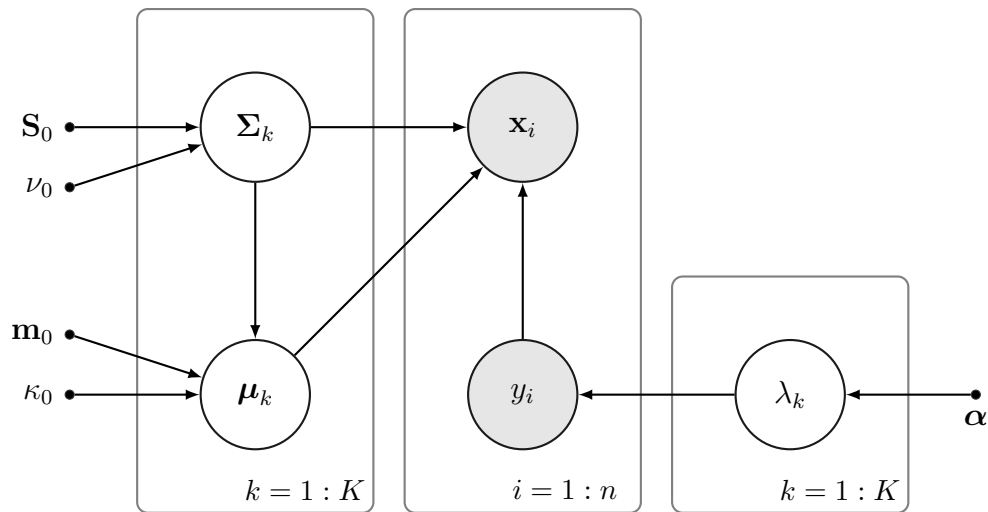 S₀
ν₀
m₀
κ₀
Σₖ
μₖ
k = 1 : K
xᵢ
yᵢ
i = 1 : n
λₖ
k = 1 : K
α